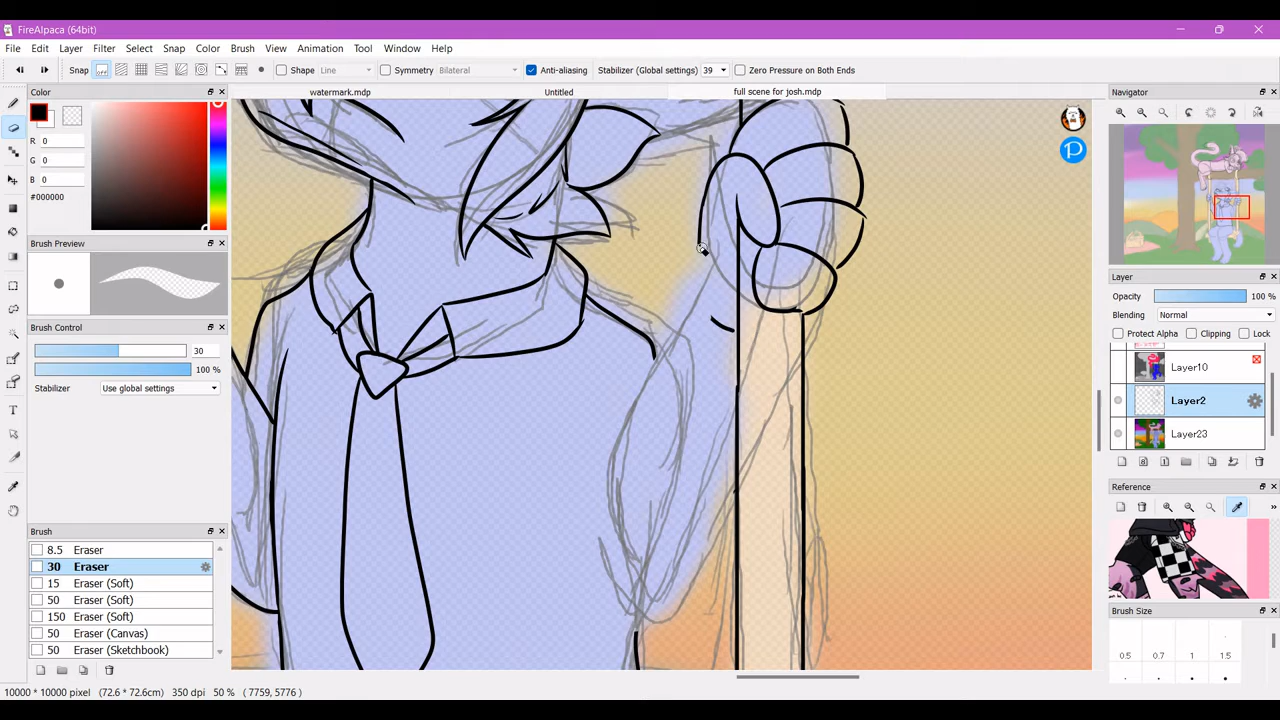 FireAlpaca (64bit)
File Edit Layer Filter Select Snap Color Brush View Animation Tool Window Help
Snap Shape Line Symmetry Bilateral Anti-aliasing Stabilizer (Global settings) 39 Zero Pressure on Both Ends
Color
watermark.mdp Untitled full scene for josh.mdp
Navigator
R 0
G 0
B 0
#000000
Brush Preview
Layer
Opacity 100 %
Blending Normal
Protect Alpha Clipping Lock
Brush Control
30
100 %
Stabilizer Use global settings
Layer10
Layer2
Layer23
Reference
Brush
8.5 Eraser
30 Eraser
15 Eraser (Soft)
50 Eraser (Soft)
150 Eraser (Soft)
50 Eraser (Canvas)
50 Eraser (Sketchbook)
Brush Size
0.5 0.7 1 1.5
10000 * 10000 pixel (72.6 * 72.6cm) 350 dpi 50 % ( 7759, 5776 )